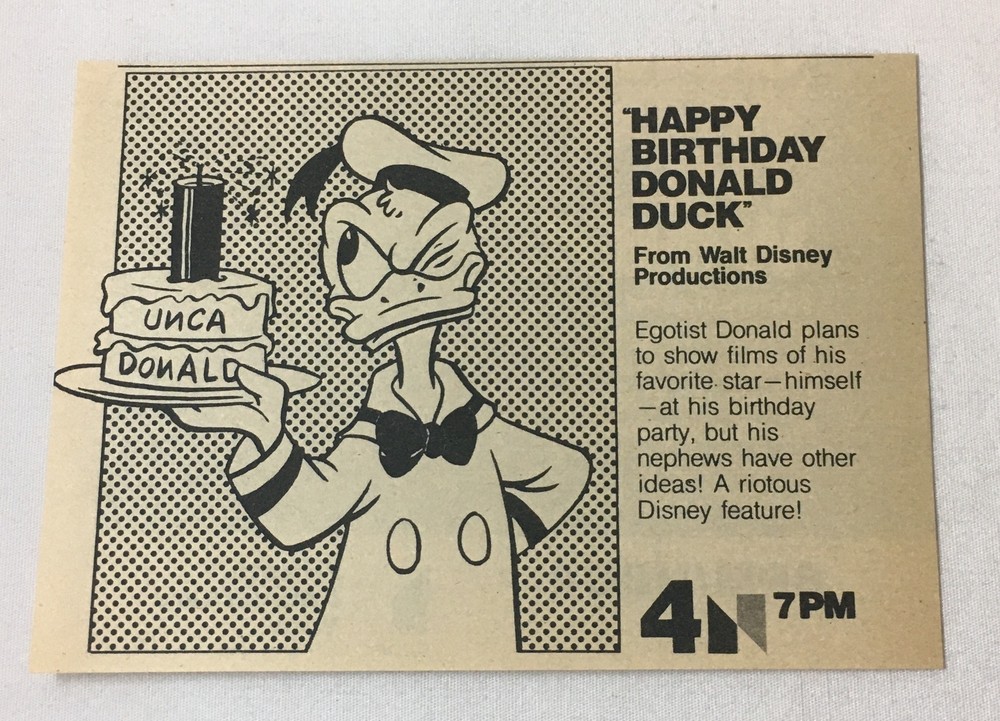 UNCA
DONALD
“HAPPY
BIRTHDAY
DONALD
DUCK”
From Walt Disney
Productions
Egotist Donald plans
to show films of his
favorite star—himself
—at his birthday
party, but his
nephews have other
ideas! A riotous
Disney feature!
4N 7PM